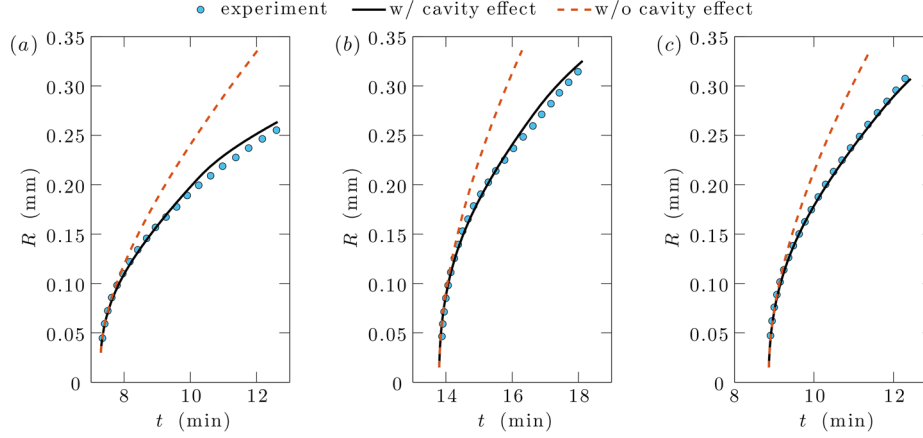 experiment w/ cavity effect w/o cavity effect
(a) (b) (c)
0.35 0.35 0.35
0.30 0.30 0.30
0.25 0.25 0.25
0.20 0.20 0.20
0.15 0.15 0.15
0.10 0.10 0.10
0.05 0.05 0.05
0 0 0
R (mm) R (mm) R (mm)
8 10 12 14 16 18 8 10 12
t (min) t (min) t (min)